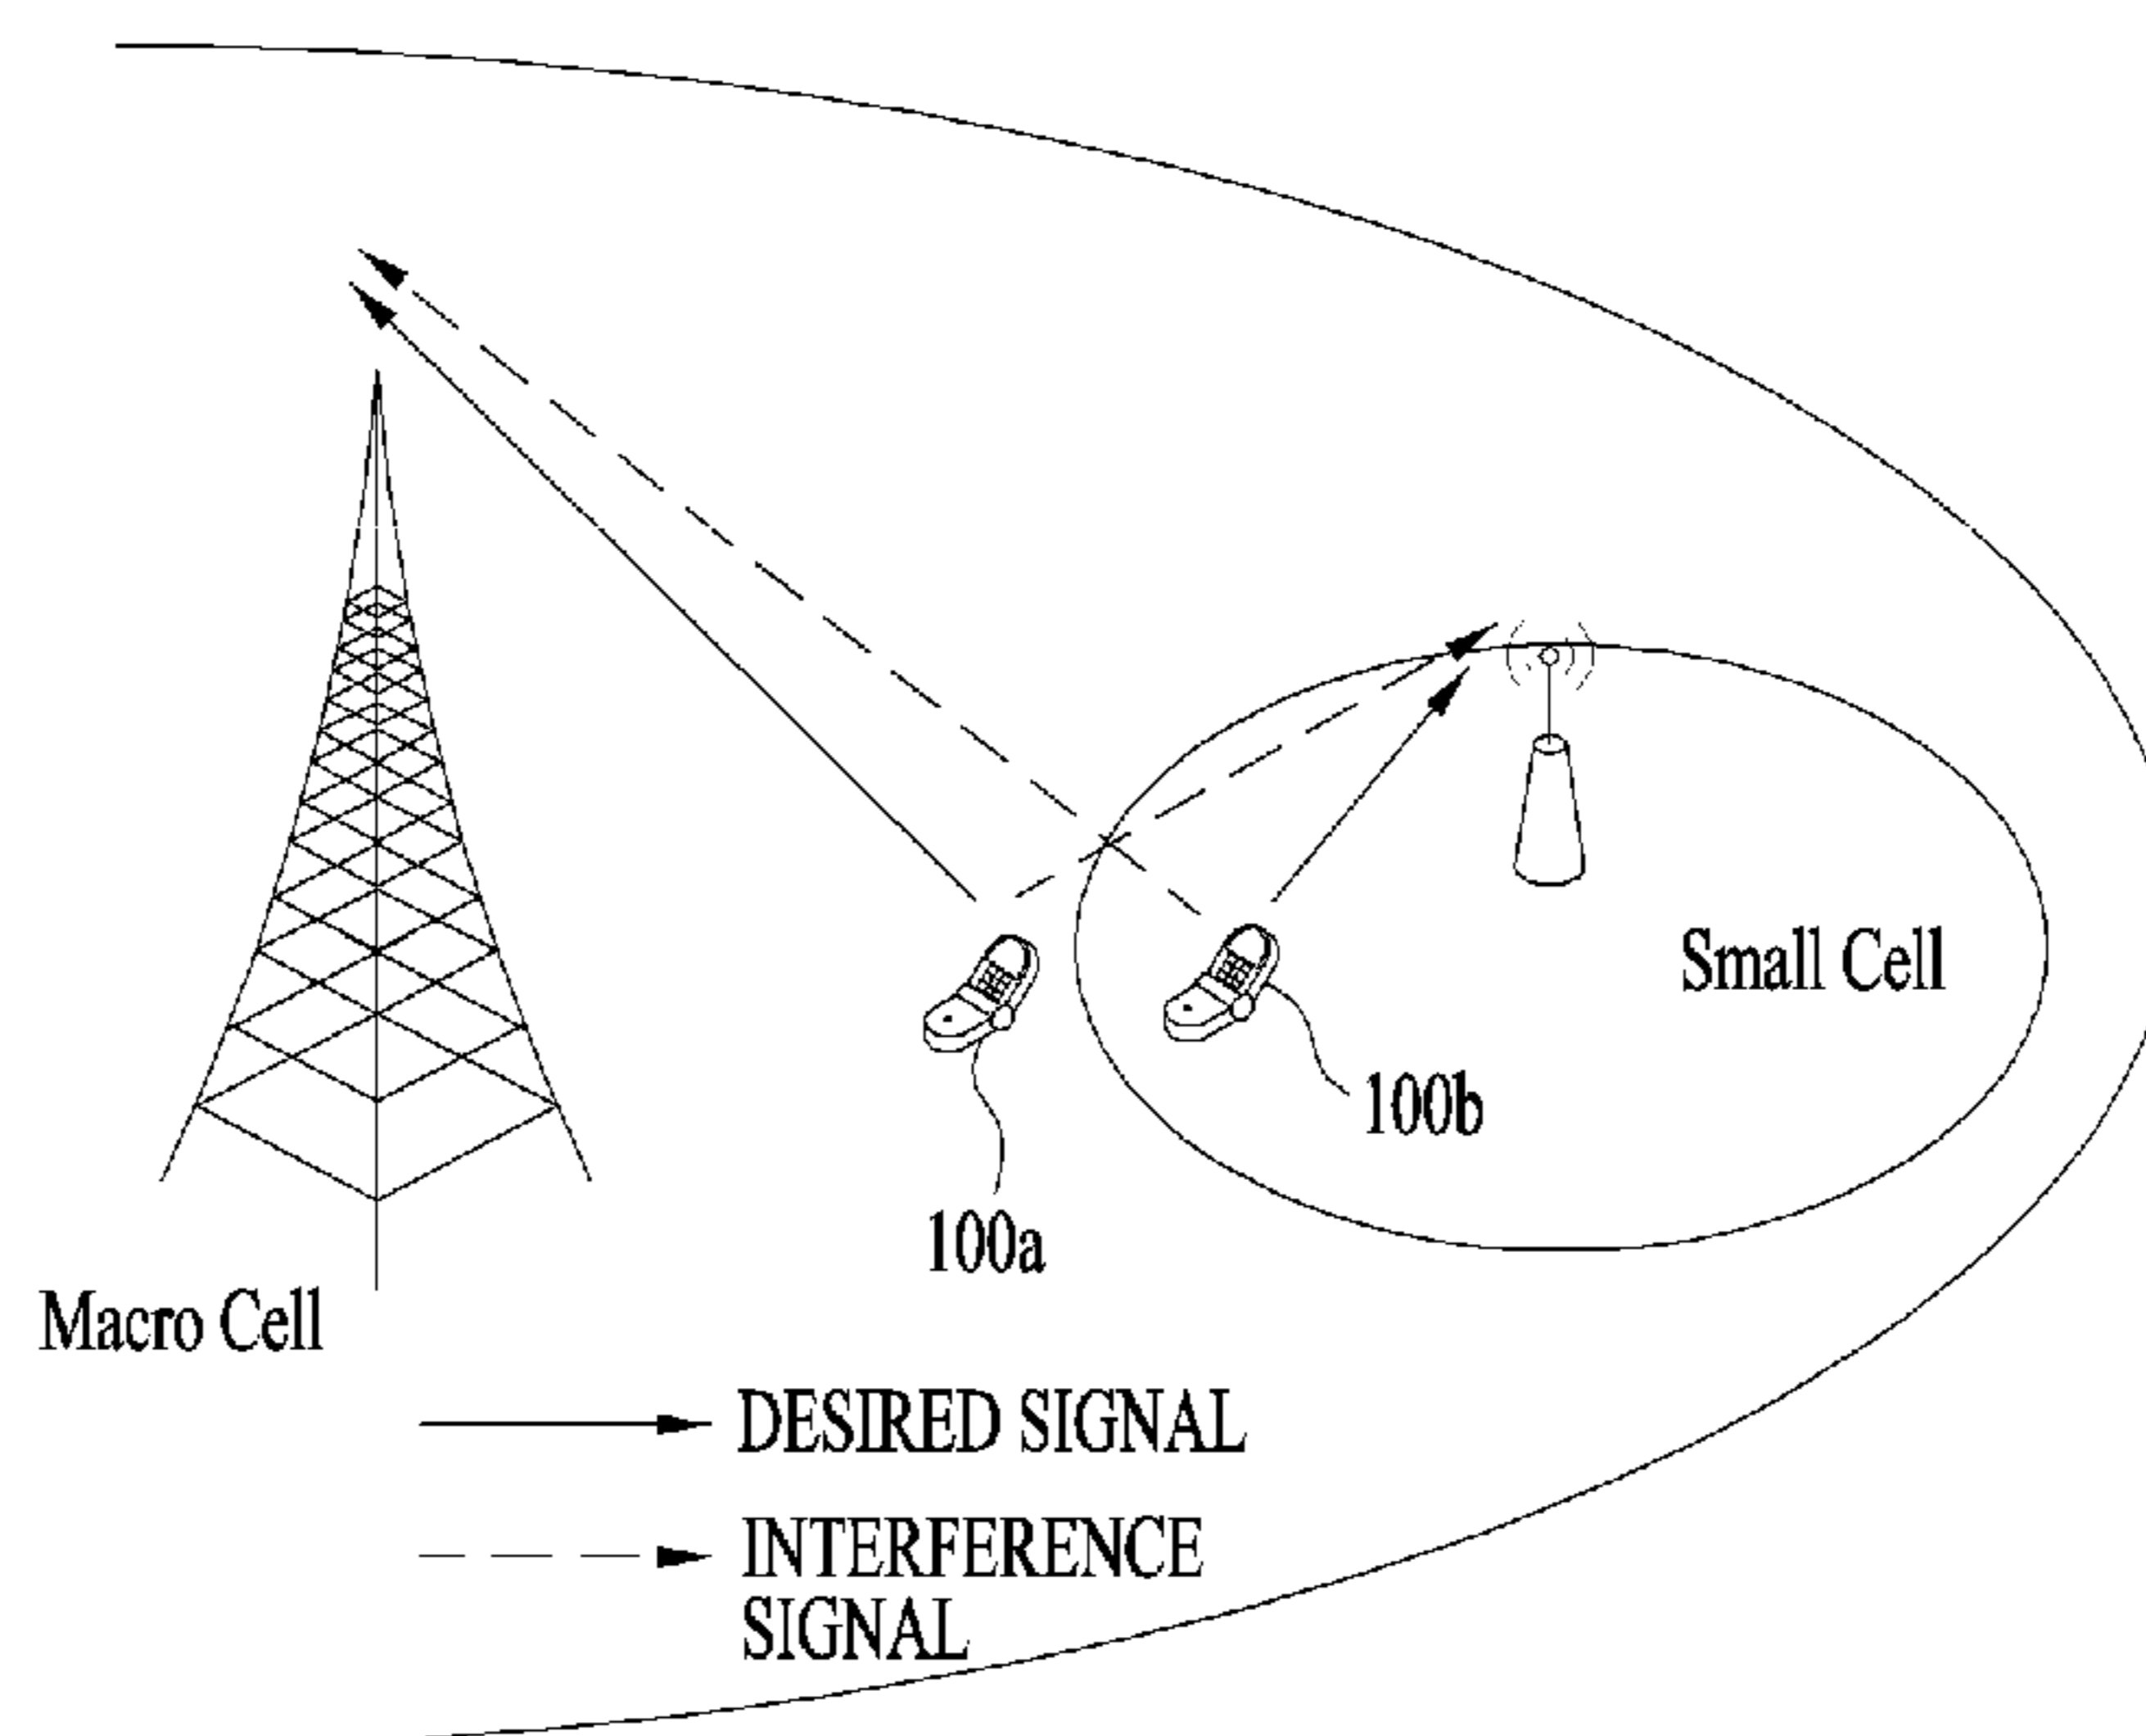 Small Cell
100b
100a
Macro Cell
DESIRED SIGNAL
INTERFERENCE
SIGNAL